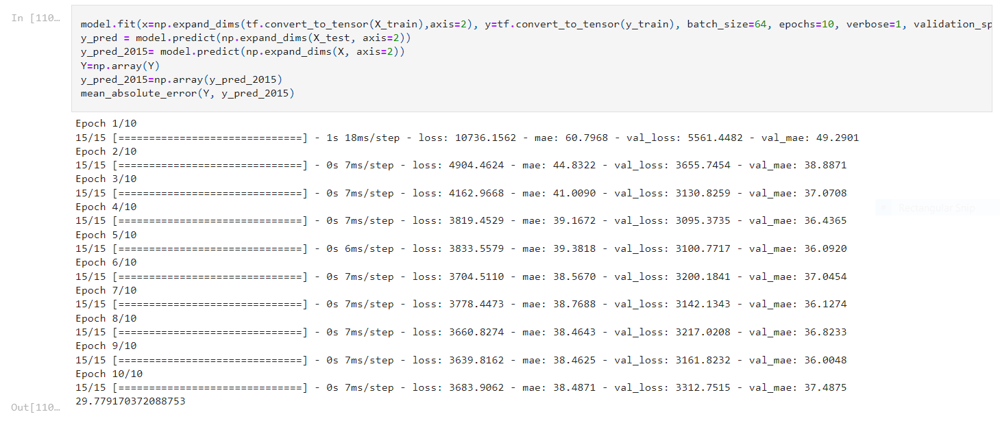 In [110…
model.fit(x=np.expand_dims(tf.convert_to_tensor(X_train),axis=2), y=tf.convert_to_tensor(y_train), batch_size=64, epochs=10, verbose=1, validation_sp
y_pred = model.predict(np.expand_dims(X_test, axis=2))
y_pred_2015= model.predict(np.expand_dims(X, axis=2))
Y=np.array(Y)
y_pred_2015=np.array(y_pred_2015)
mean_absolute_error(Y, y_pred_2015)
Epoch 1/10
15/15 [==============================] - 1s 18ms/step - loss: 10736.1562 - mae: 60.7968 - val_loss: 5561.4482 - val_mae: 49.2901
Epoch 2/10
15/15 [==============================] - 0s 7ms/step - loss: 4904.4624 - mae: 44.8322 - val_loss: 3655.7454 - val_mae: 38.8871
Epoch 3/10
15/15 [==============================] - 0s 7ms/step - loss: 4162.9668 - mae: 41.0090 - val_loss: 3130.8259 - val_mae: 37.0708
Epoch 4/10
15/15 [==============================] - 0s 7ms/step - loss: 3819.4529 - mae: 39.1672 - val_loss: 3095.3735 - val_mae: 36.4365
Epoch 5/10
15/15 [==============================] - 0s 6ms/step - loss: 3833.5579 - mae: 39.3818 - val_loss: 3100.7717 - val_mae: 36.0920
Epoch 6/10
15/15 [==============================] - 0s 7ms/step - loss: 3704.5110 - mae: 38.5670 - val_loss: 3200.1841 - val_mae: 37.0454
Epoch 7/10
15/15 [==============================] - 0s 7ms/step - loss: 3778.4473 - mae: 38.7688 - val_loss: 3142.1343 - val_mae: 36.1274
Epoch 8/10
15/15 [==============================] - 0s 7ms/step - loss: 3660.8274 - mae: 38.4643 - val_loss: 3217.0208 - val_mae: 36.8233
Epoch 9/10
15/15 [==============================] - 0s 7ms/step - loss: 3639.8162 - mae: 38.4625 - val_loss: 3161.8232 - val_mae: 36.0048
Epoch 10/10
15/15 [==============================] - 0s 7ms/step - loss: 3683.9062 - mae: 38.4871 - val_loss: 3312.7515 - val_mae: 37.4875
Out[110… 29.779170372088753
Rectangular Snip